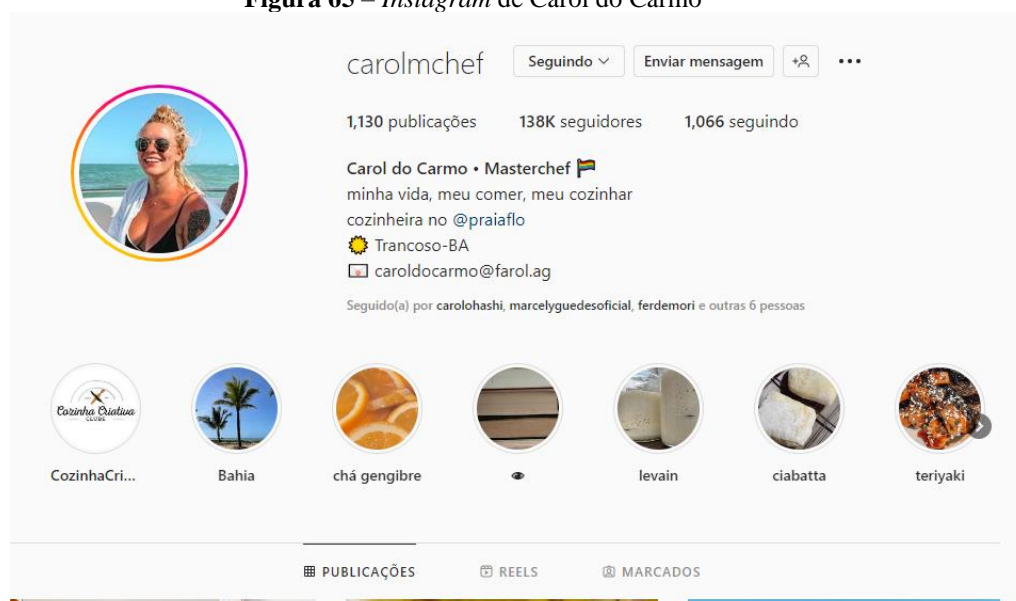 Figura 65 – Instagram de Carol do Carmo
carolmchef Seguindo Enviar mensagem
1,130 publicações 138K seguidores 1,066 seguindo
Carol do Carmo • Masterchef 🏳️‍🌈
minha vida, meu comer, meu cozinhar
cozinheira no @praiaflo
Trancoso-BA
caroldocarmo@farol.ag
Seguido(a) por carolohashi, marcelyguedesoficial, ferdemori e outras 6 pessoas
Cozinha Criativa
CLUBE
CozinhaCri... Bahia chá gengibre 👁 levain ciabatta teriyaki
PUBLICAÇÕES REELS MARCADOS